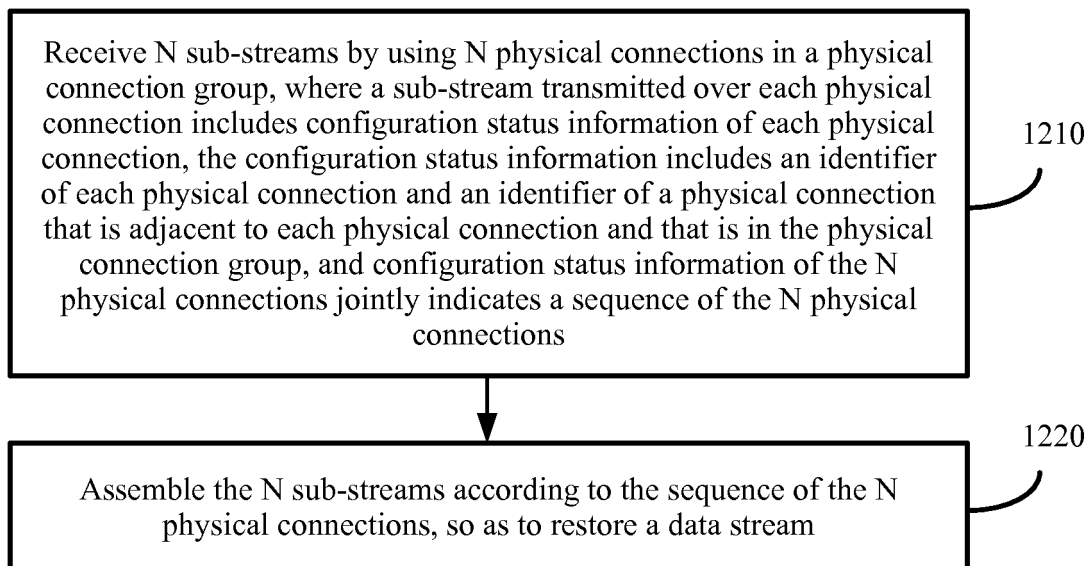 Receive N sub-streams by using N physical connections in a physical
connection group, where a sub-stream transmitted over each physical
connection includes configuration status information of each physical
connection, the configuration status information includes an identifier
of each physical connection and an identifier of a physical connection
that is adjacent to each physical connection and that is in the physical
connection group, and configuration status information of the N
physical connections jointly indicates a sequence of the N physical
connections
1210
Assemble the N sub-streams according to the sequence of the N
physical connections, so as to restore a data stream
1220